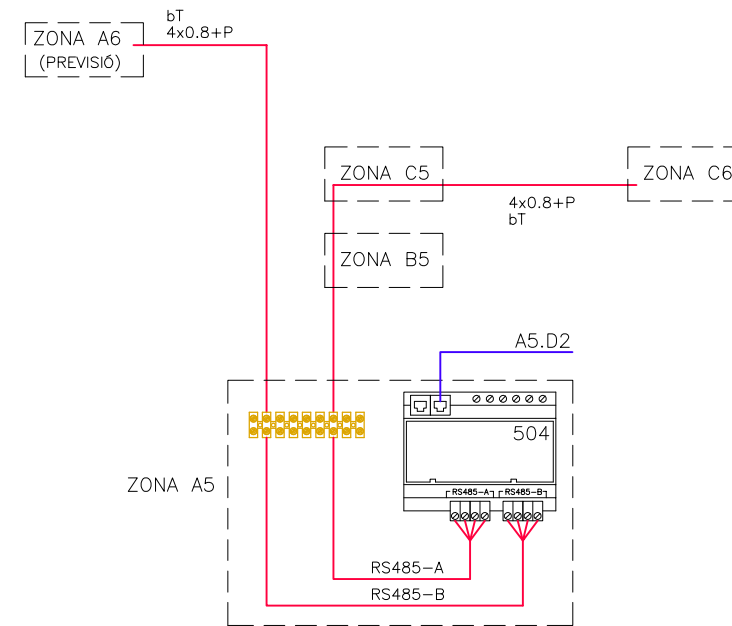 bT
4x0.8+P
ZONA A6
(PREVISIÓ)
ZONA C5
ZONA C6
4x0.8+P
bT
ZONA B5
A5.D2
504
ZONA A5
RS485-A
RS485-B
RS485-A
RS485-B